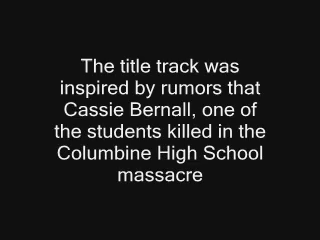 The title track was
inspired by rumors that
Cassie Bernall, one of
the students killed in the
Columbine High School
massacre